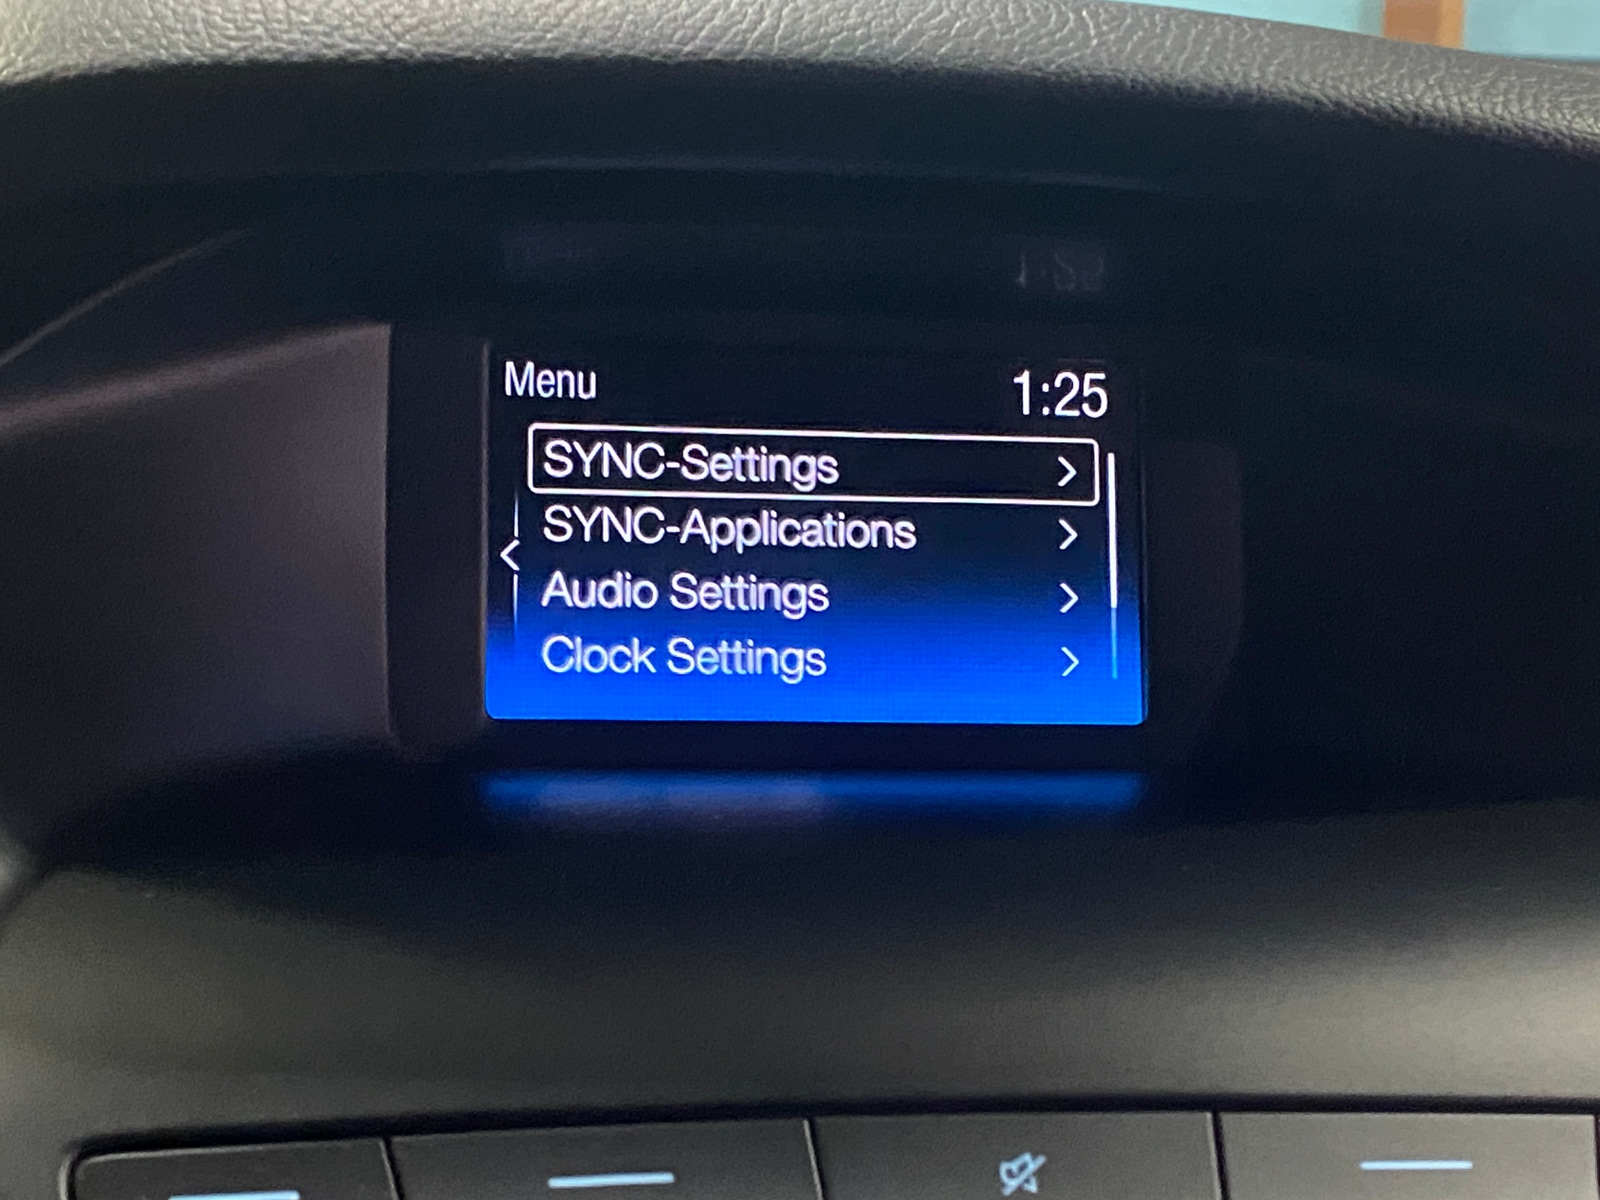 Menu
1:25
SYNC-Settings
SYNC-Applications
Audio Settings
Clock Settings